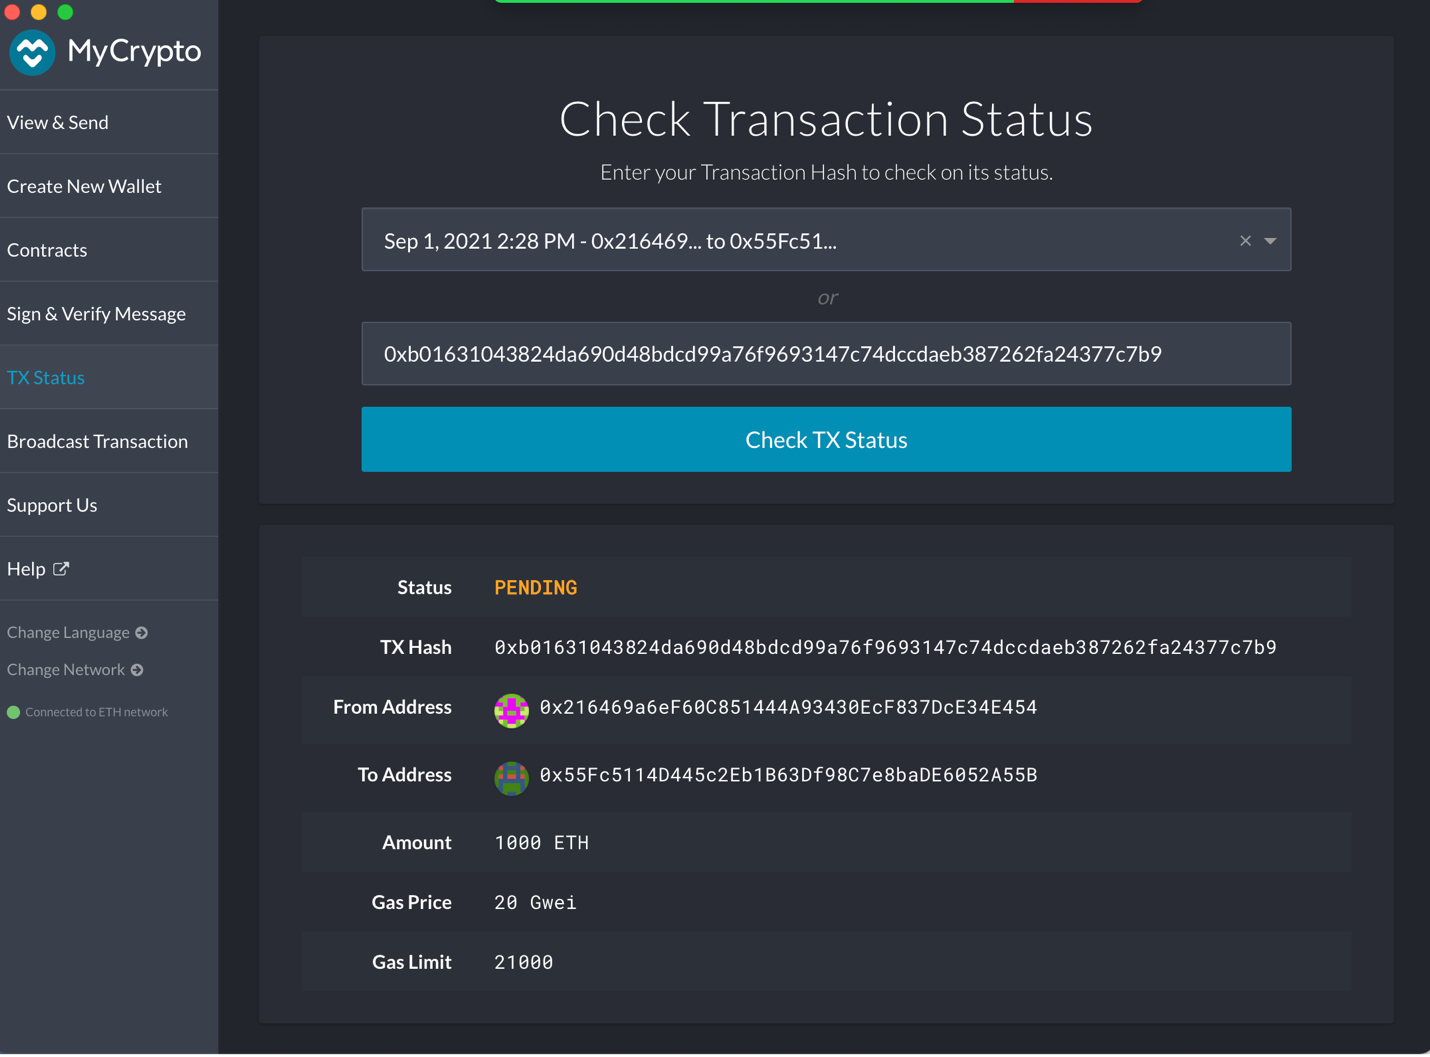 MyCrypto
View & Send
Create New Wallet
Contracts
Sign & Verify Message
TX Status
Broadcast Transaction
Support Us
Help
Change Language
Change Network
Connected to ETH network
Check Transaction Status
Enter your Transaction Hash to check on its status.
Sep 1, 2021 2:28 PM - 0x216469... to 0x55Fc51...
or
0xb01631043824da690d48bdcd99a76f9693147c74dccdaeb387262fa24377c7b9
Check TX Status
Status PENDING
TX Hash 0xb01631043824da690d48bdcd99a76f9693147c74dccdaeb387262fa24377c7b9
From Address 0x216469a6eF60C851444A93430EcF837DcE34E454
To Address 0x55Fc5114D445c2Eb1B63Df98C7e8baDE6052A55B
Amount 1000 ETH
Gas Price 20 Gwei
Gas Limit 21000